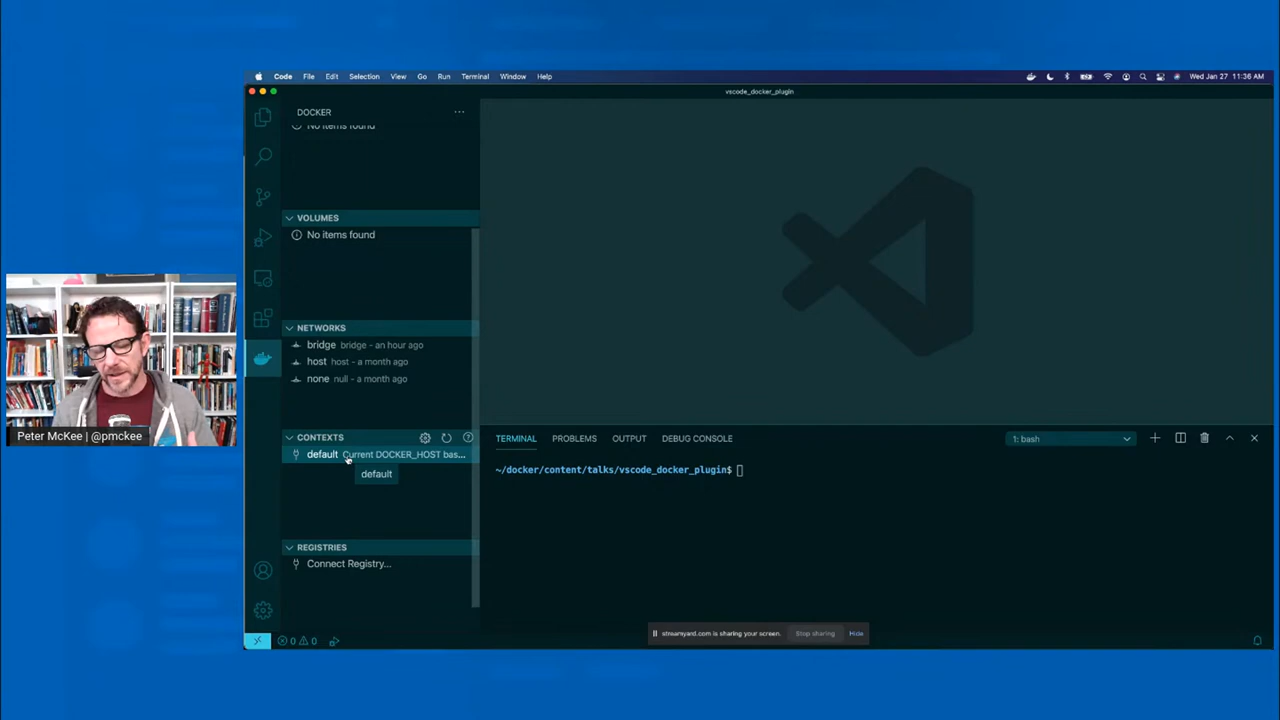 Code File Edit Selection View Go Run Terminal Window Help
Wed Jan 27 11:36 AM
vscode_docker_plugin
DOCKER
No items found
VOLUMES
No items found
NETWORKS
bridge bridge - an hour ago
host host - a month ago
none null - a month ago
CONTEXTS
default Current DOCKER_HOST bas...
default
REGISTRIES
Connect Registry...
TERMINAL PROBLEMS OUTPUT DEBUG CONSOLE
1: bash
~/docker/content/talks/vscode_docker_plugin$
streamyard.com is sharing your screen. Stop sharing Hide
0 0
Peter McKee | @pmckee